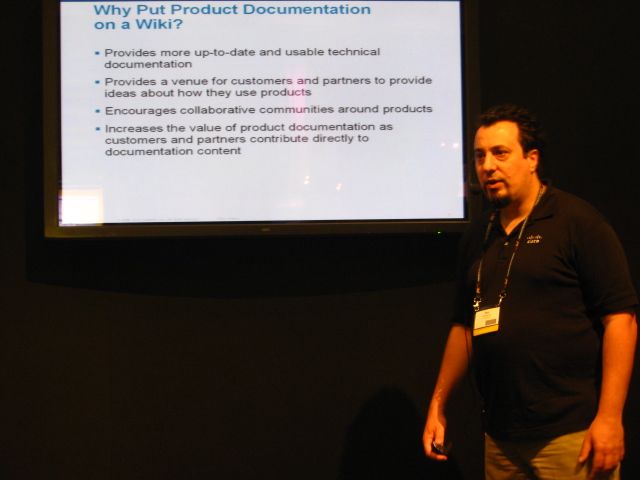 Why Put Product Documentation
on a Wiki?
▪ Provides more up-to-date and usable technical
documentation
▪ Provides a venue for customers and partners to provide
ideas about how they use products
▪ Encourages collaborative communities around products
▪ Increases the value of product documentation as
customers and partners contribute directly to
documentation content